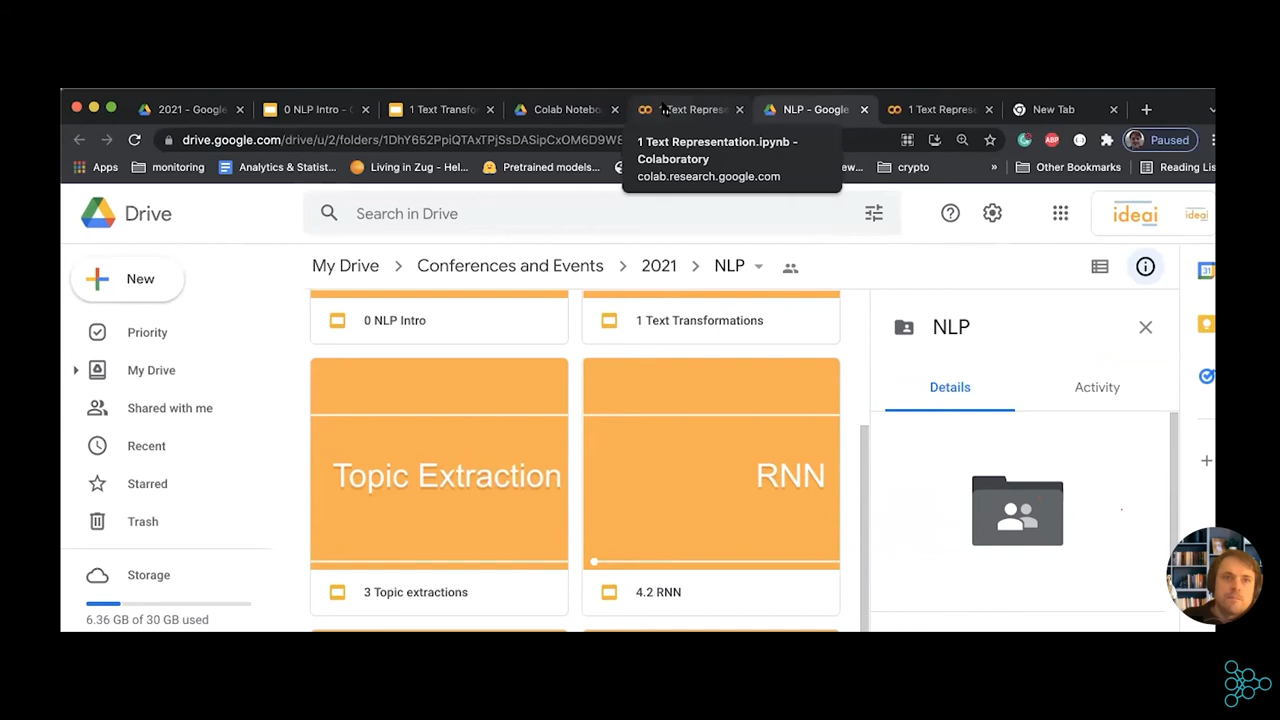 2021 - Google
0 NLP Intro - G
1 Text Transfo
Colab Notebo
Text Repres
NLP - Google
1 Text Repres
New Tab
drive.google.com/drive/u/2/folders/1DhY652PpiQTAxTPjSsDASipCxOM6D9W8
Paused
1 Text Representation.ipynb -
Colaboratory
colab.research.google.com
Apps
monitoring
Analytics & Statist...
Living in Zug - Hel...
Pretrained models...
ew...
crypto
»
Other Bookmarks
Reading List
Drive
Search in Drive
ideai
ideai
New
My Drive > Conferences and Events > 2021 > NLP
Priority
My Drive
Shared with me
Recent
Starred
Trash
Storage
6.36 GB of 30 GB used
0 NLP Intro
1 Text Transformations
Topic Extraction
RNN
3 Topic extractions
4.2 RNN
NLP
Details
Activity